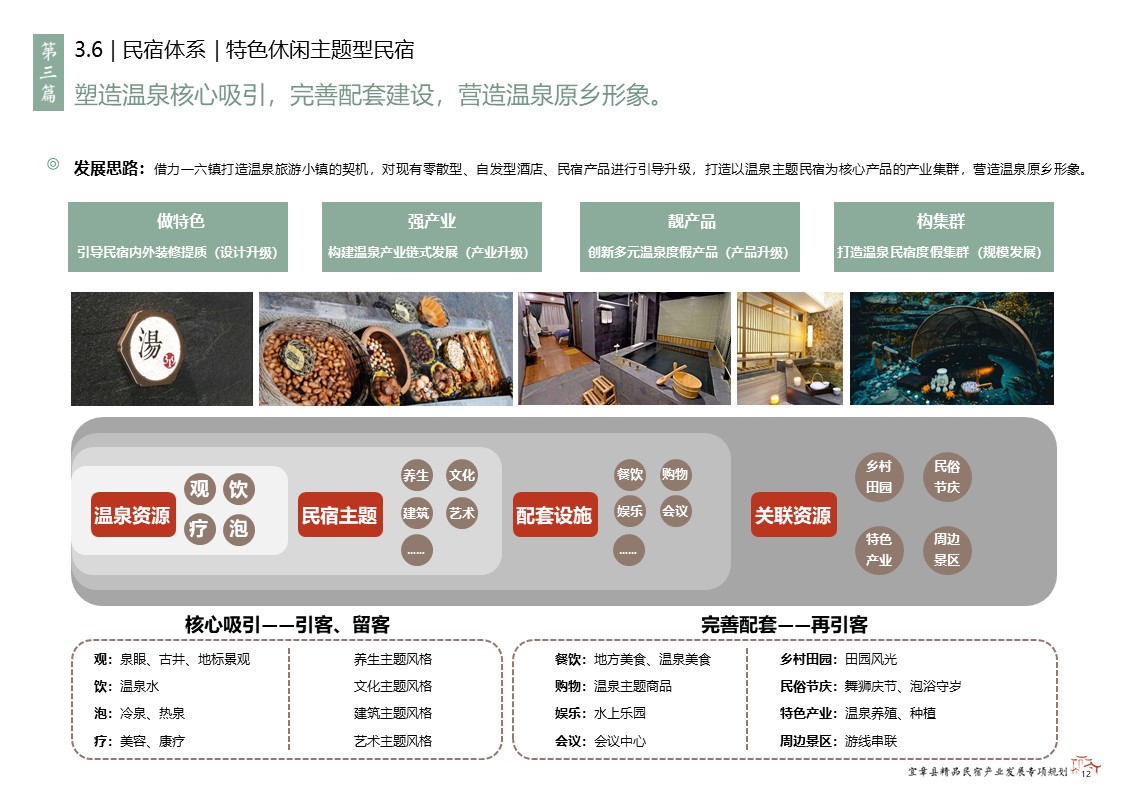 第三篇
3.6 | 民宿体系 | 特色休闲主题型民宿
塑造温泉核心吸引，完善配套建设，营造温泉原乡形象。
◎ 发展思路：借力一六镇打造温泉旅游小镇的契机，对现有零散型、自发型酒店、民宿产品进行引导升级，打造以温泉主题民宿为核心产品的产业集群，营造温泉原乡形象。
做特色
引导民宿内外装修提质（设计升级）
强产业
构建温泉产业链式发展（产业升级）
靓产品
创新多元温泉度假产品（产品升级）
构集群
打造温泉民宿度假集群（规模发展）
湯
温泉资源
观
饮
疗
泡
民宿主题
养生
文化
建筑
艺术
……
配套设施
餐饮
购物
娱乐
会议
……
关联资源
乡村
田园
民俗
节庆
特色
产业
周边
景区
核心吸引——引客、留客
观：泉眼、古井、地标景观
饮：温泉水
泡：冷泉、热泉
疗：美容、康疗
养生主题风格
文化主题风格
建筑主题风格
艺术主题风格
完善配套——再引客
餐饮：地方美食、温泉美食
购物：温泉主题商品
娱乐：水上乐园
会议：会议中心
乡村田园：田园风光
民俗节庆：舞狮庆节、泡浴守岁
特色产业：温泉养殖、种植
周边景区：游线串联
宜章县精品民宿产业发展专项规划
12